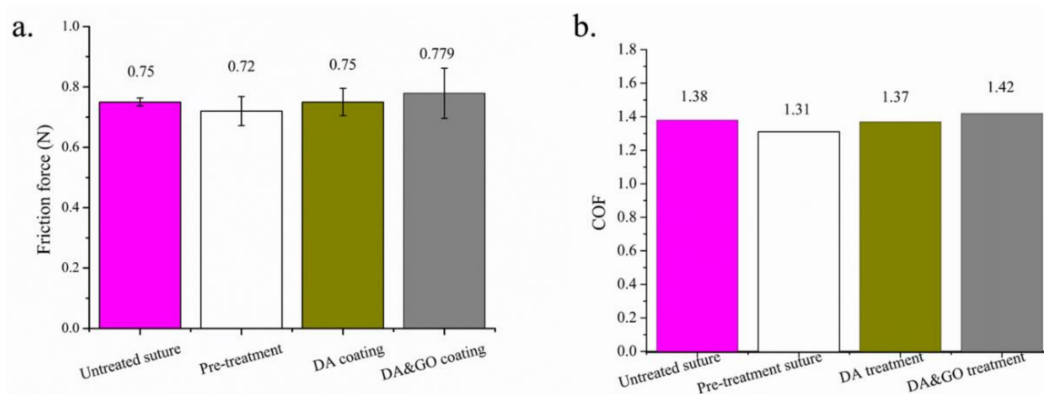 a.
Friction force (N)
1.0
0.8
0.6
0.4
0.2
0.0
0.75
0.72
0.75
0.779
Untreated suture
Pre-treatment
DA coating
DA&GO coating
b.
COF
1.8
1.6
1.4
1.2
1.0
0.8
0.6
0.4
0.2
0.0
1.38
1.31
1.37
1.42
Untreated suture
Pre-treatment suture
DA treatment
DA&GO treatment